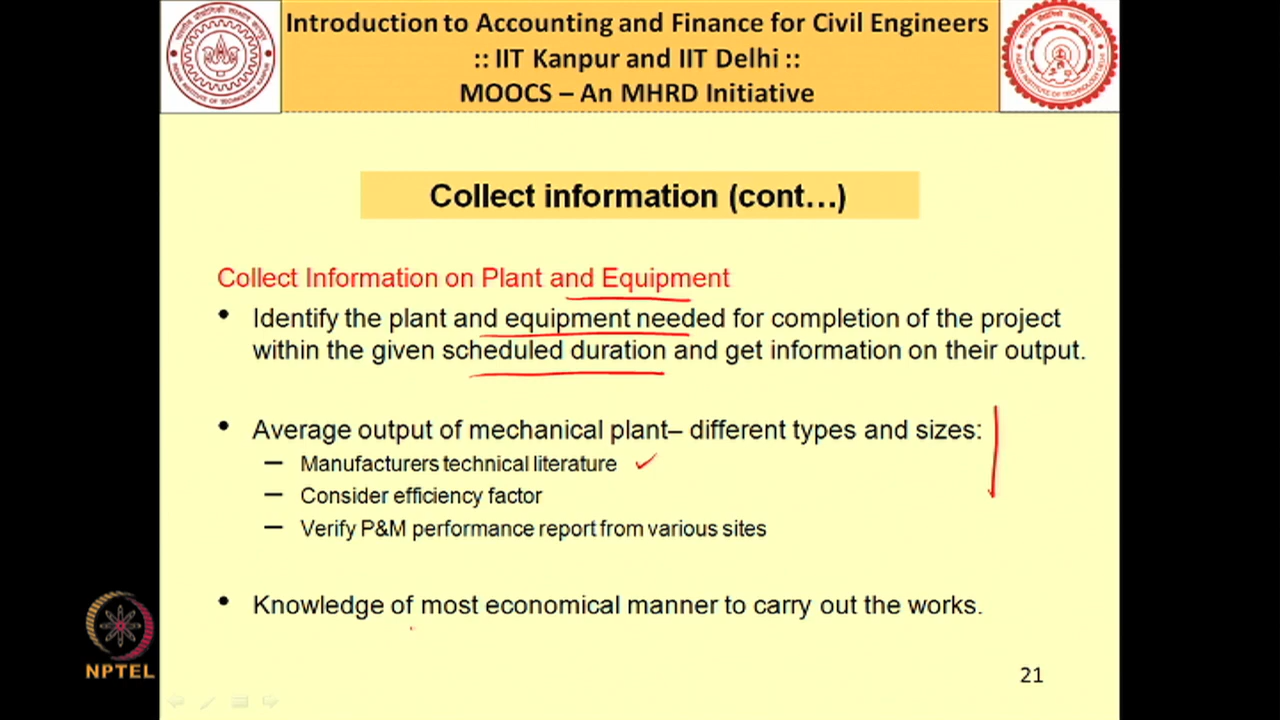 Introduction to Accounting and Finance for Civil Engineers
:: IIT Kanpur and IIT Delhi ::
MOOCS – An MHRD Initiative
Collect information (cont…)
Collect Information on Plant and Equipment
• Identify the plant and equipment needed for completion of the project
within the given scheduled duration and get information on their output.
• Average output of mechanical plant– different types and sizes:
– Manufacturers technical literature
– Consider efficiency factor
– Verify P&M performance report from various sites
• Knowledge of most economical manner to carry out the works.
NPTEL
21